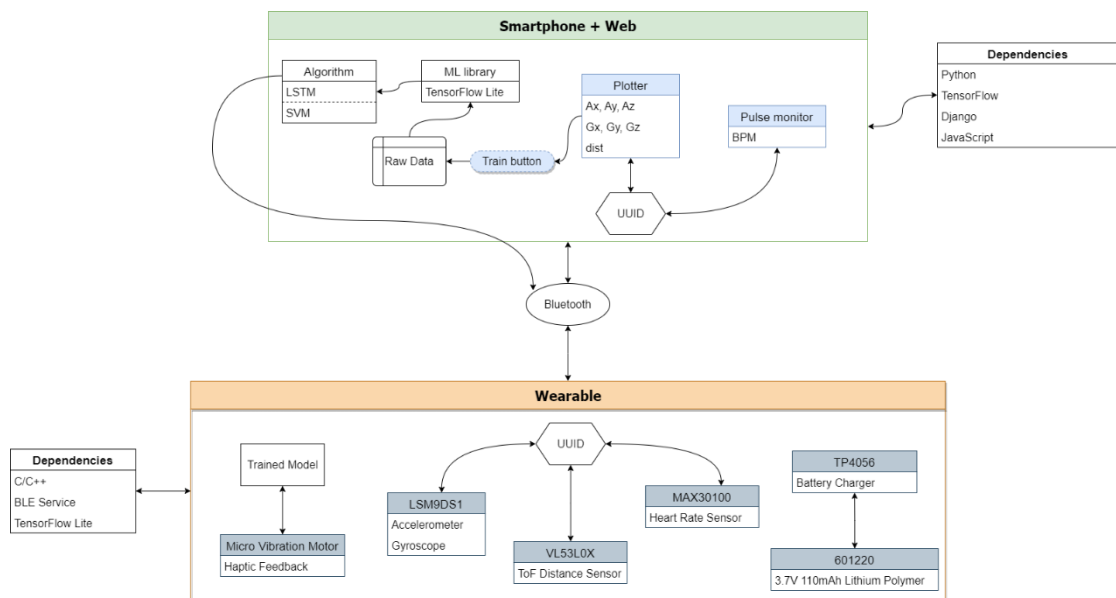 Smartphone + Web
Algorithm
LSTM
SVM
ML library
TensorFlow Lite
Raw Data
Train button
Plotter
Ax, Ay, Az
Gx, Gy, Gz
dist
Pulse monitor
BPM
UUID
Dependencies
Python
TensorFlow
Django
JavaScript
Bluetooth
Wearable
Dependencies
C/C++
BLE Service
TensorFlow Lite
Trained Model
Micro Vibration Motor
Haptic Feedback
UUID
LSM9DS1
Accelerometer
Gyroscope
VL53L0X
ToF Distance Sensor
MAX30100
Heart Rate Sensor
TP4056
Battery Charger
601220
3.7V 110mAh Lithium Polymer